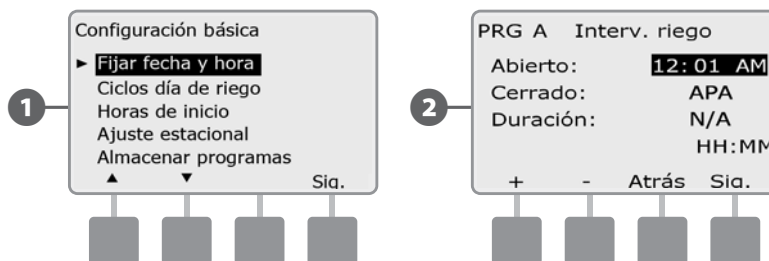 1
Configuración básica
► Fijar fecha y hora
Ciclos día de riego
Horas de inicio
Ajuste estacional
Almacenar programas
▲ ▼ Sig.
2
PRG A Interv. riego
Abierto: 12:01 AM
Cerrado: APA
Duración: N/A
HH:MM
+ - Atrás Sig.